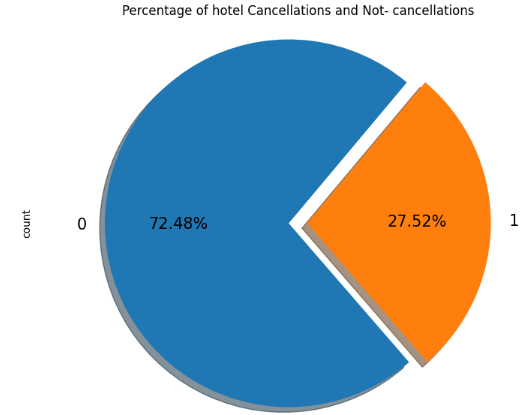 Percentage of hotel Cancellations and Not- cancellations
count
0
72.48%
27.52%
1